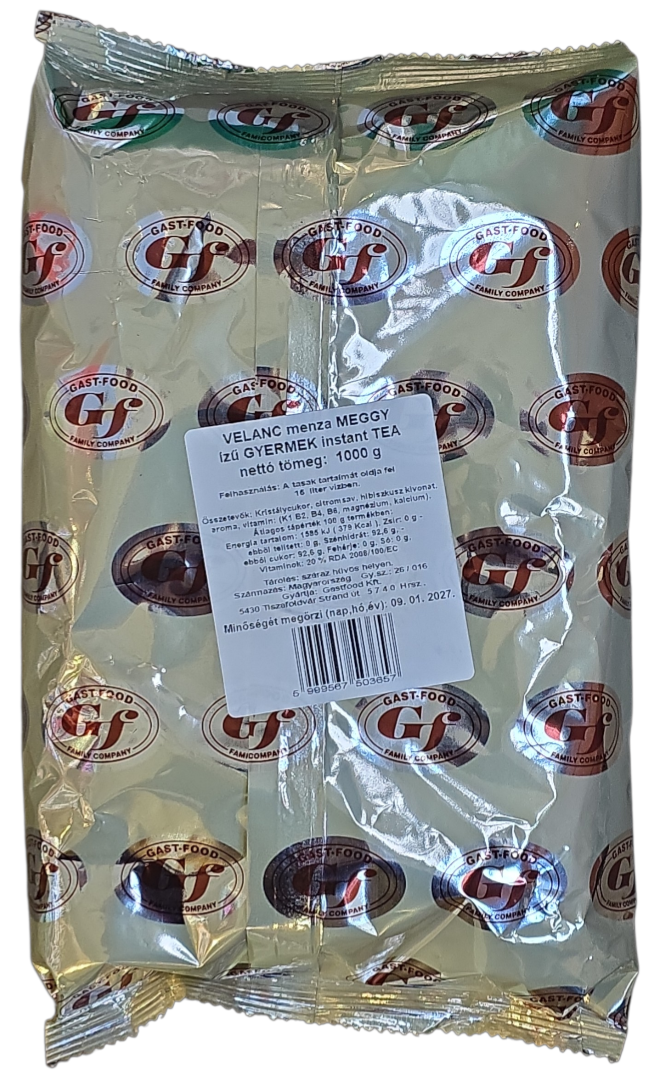 GAST-FOOD
Gf
FAMILY COMPANY
VELANC menza MEGGY
ízű GYERMEK instant TEA
nettó tömeg: 1000 g
Felhasználás: A tasak tartalmát oldja fel
16 liter vízben.
Összetevők: Kristálycukor, citromsav, hibiszkusz kivonat,
aroma, vitamin: (K1,B2, B4, B6, magnézium, kalcium).
Átlagos tápérték 100 g termékben:
Energia tartalom: 1585 kJ ( 379 Kcal ), Zsír: 0 g -
ebből telített: 0 g, Szénhidrát: 92,6 g, -
ebből cukor: 92,6 g, Fehérje: 0 g, Só: 0 g,
Vitaminok: 20 % RDA 2008/100/EC
Tárolás: száraz, hűvös helyen.
Származás: Magyarország Gy.sz.: 26 / 016
Gyártja: Gastfood Kft.
5430 Tiszaföldvár Strand út 5 7 4 0 Hrsz.,
Minőségét megőrzi (nap,hó,év): 09. 01. 2027.
5 999567 503657